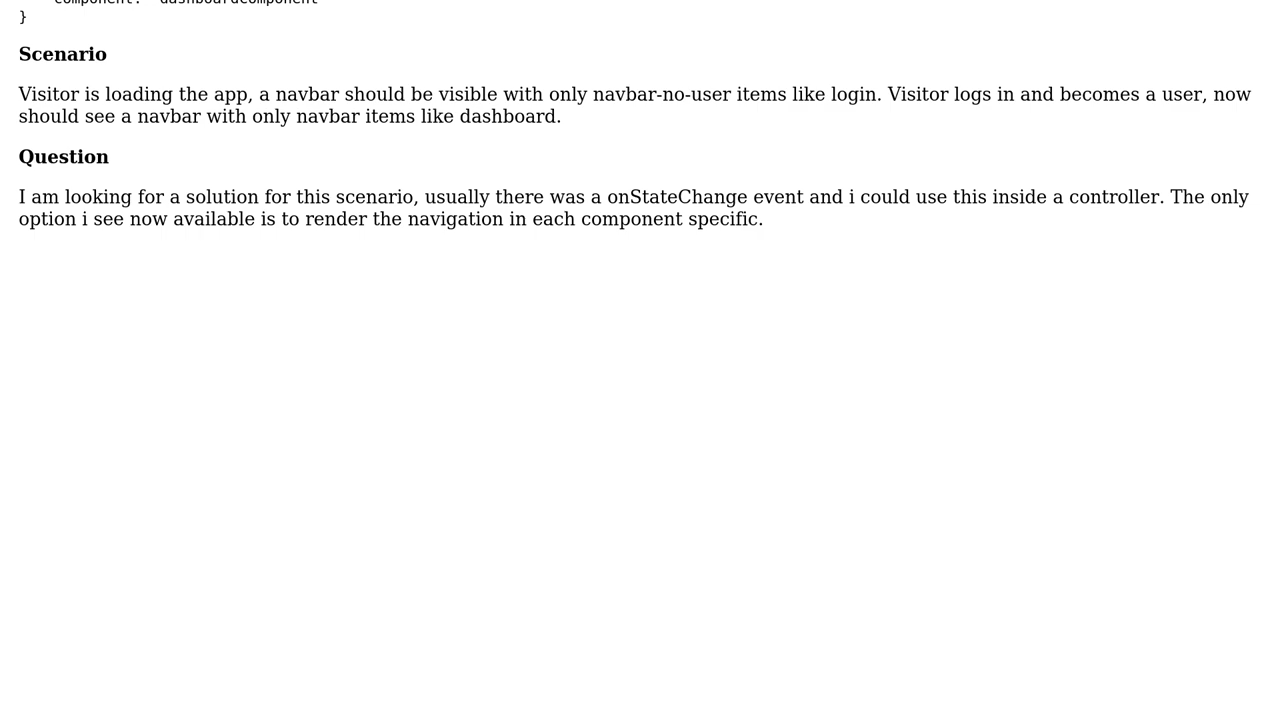 }
Scenario
Visitor is loading the app, a navbar should be visible with only navbar-no-user items like login. Visitor logs in and becomes a user, now
should see a navbar with only navbar items like dashboard.
Question
I am looking for a solution for this scenario, usually there was a onStateChange event and i could use this inside a controller. The only
option i see now available is to render the navigation in each component specific.